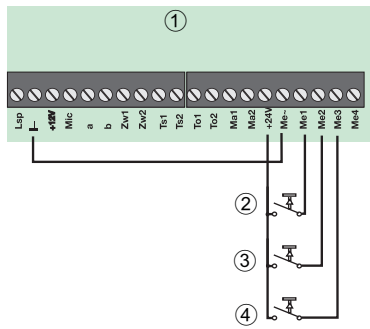 1
Lsp
+12V
Mic
a
b
Zw1
Zw2
Ts1
Ts2
To1
To2
Ma1
Ma2
+24V
Me~
Me1
Me2
Me3
Me4
2
3
4